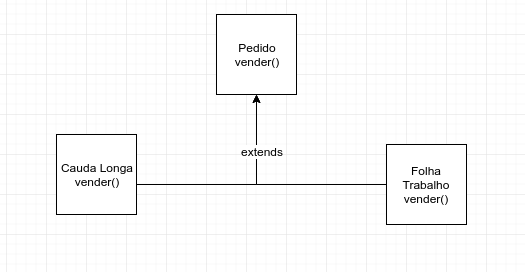 Pedido
vender()
extends
Cauda Longa
vender()
Folha
Trabalho
vender()